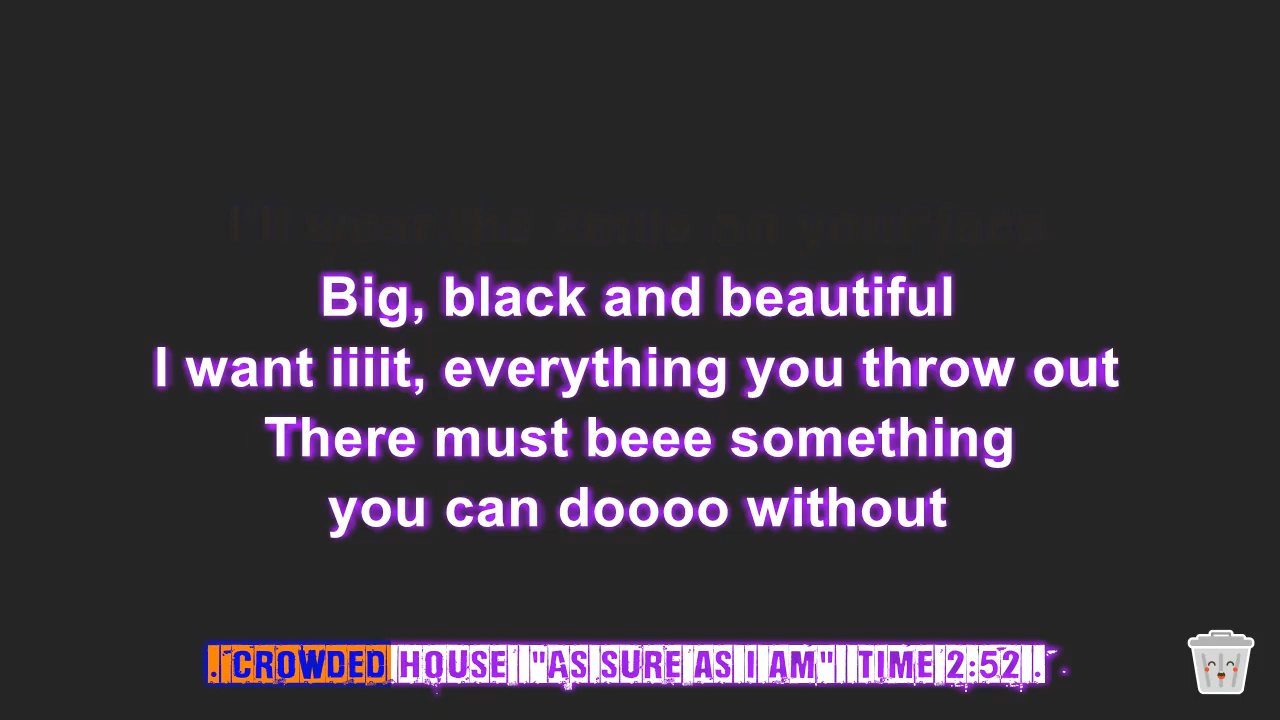 Big, black and beautiful
I want iiiit, everything you throw out
There must beee something
you can doooo without
. CROWDED HOUSE "AS SURE AS I AM" TIME 2:52 .